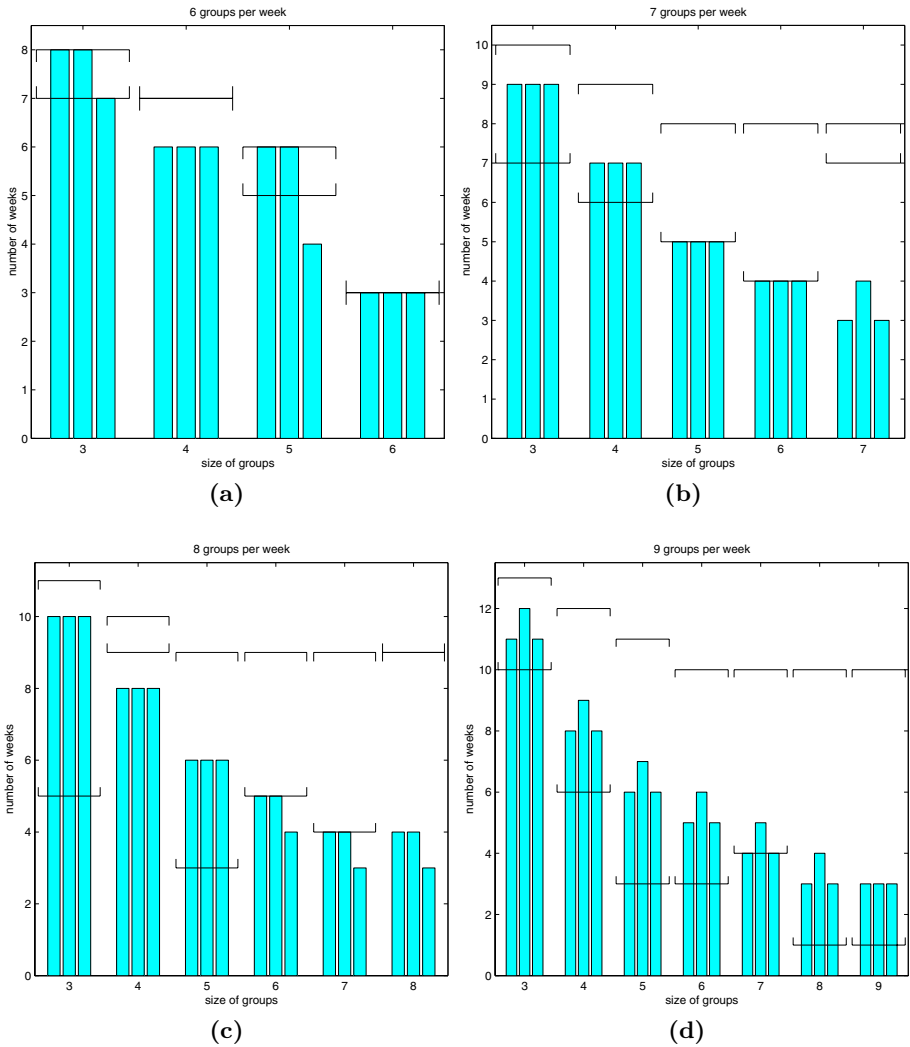 6 groups per week
8
7
6
5
4
3
2
1
0
number of weeks
3 4 5 6
size of groups
(a)
7 groups per week
10
9
8
7
6
5
4
3
2
1
0
number of weeks
3 4 5 6 7
size of groups
(b)
8 groups per week
10
8
6
4
2
0
number of weeks
3 4 5 6 7 8
size of groups
(c)
9 groups per week
12
10
8
6
4
2
0
number of weeks
3 4 5 6 7 8 9
size of groups
(d)